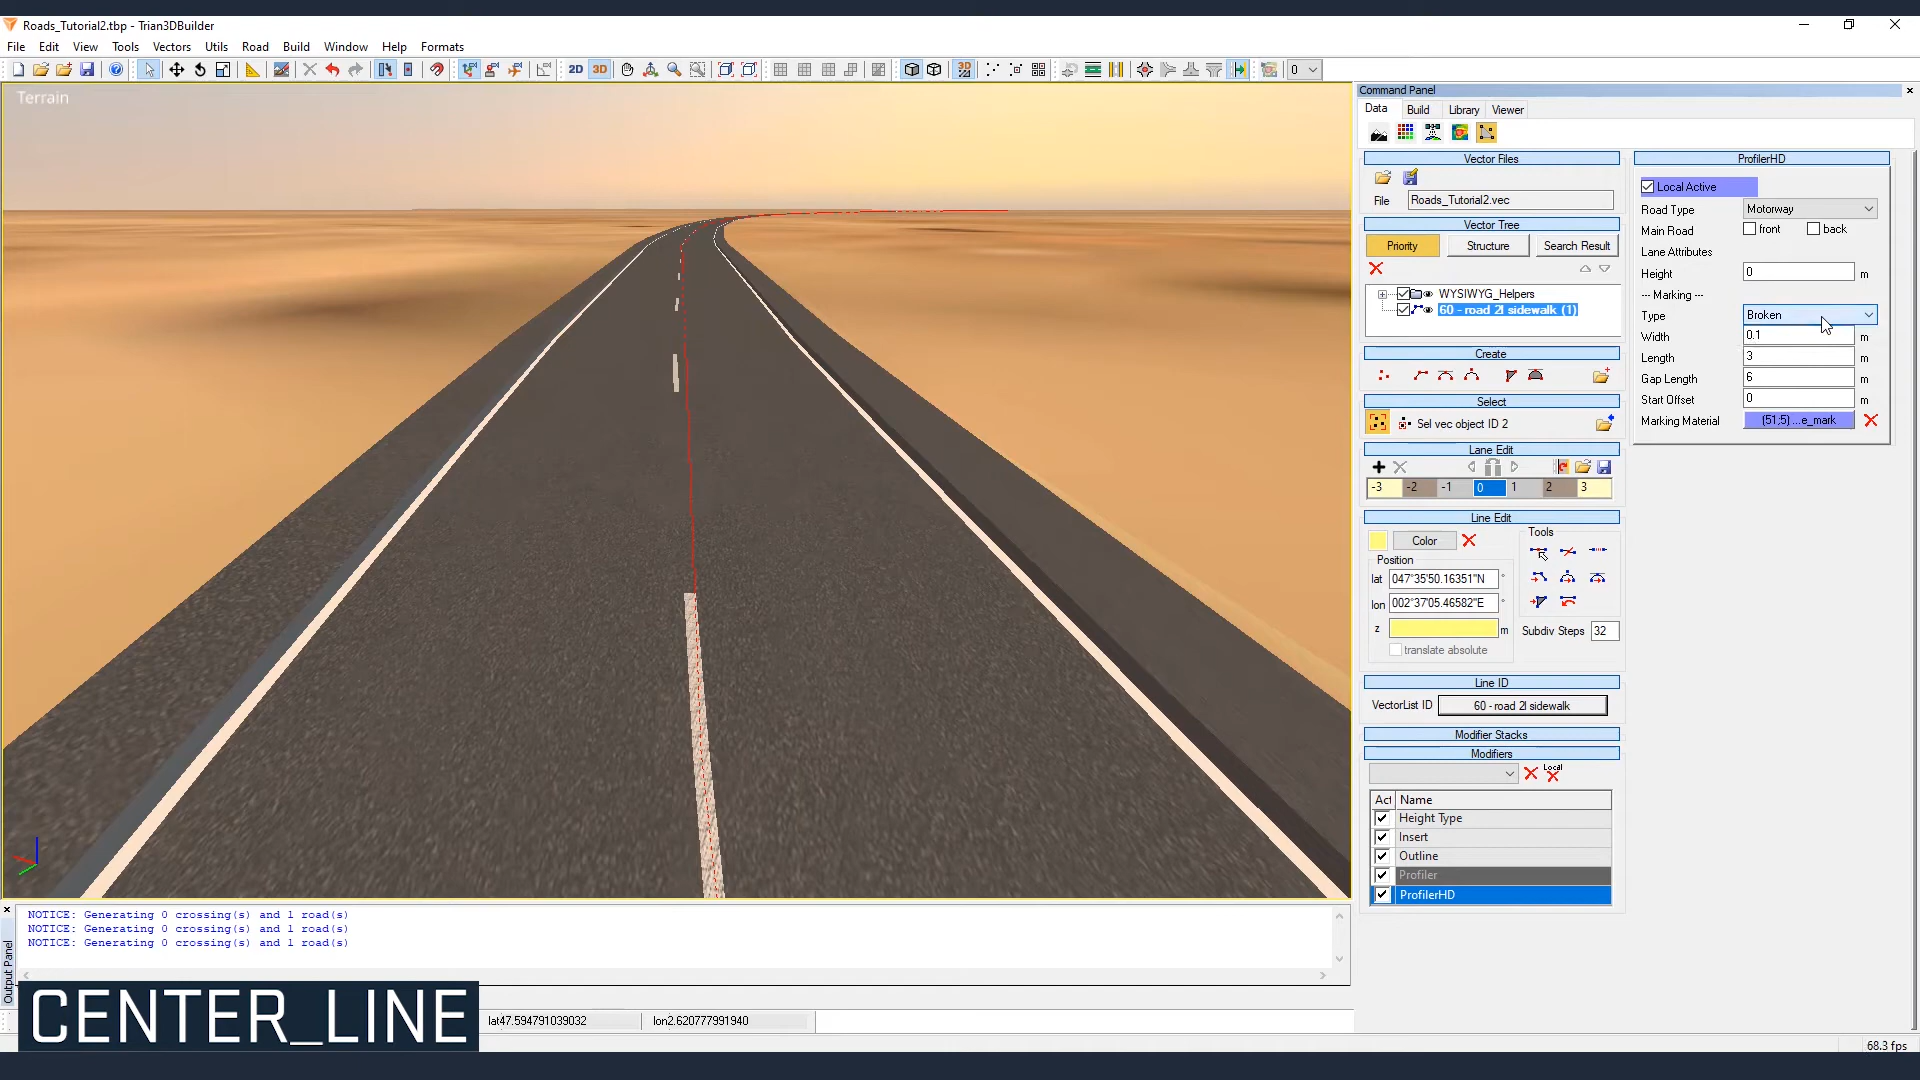 Roads_Tutorial2.tbp - Trian3DBuilder
File Edit View Tools Vectors Utils Road Build Window Help Formats
2D 3D 0
Terrain
Command Panel
Data Build Library Viewer
Vector Files
File Roads_Tutorial2.vec
Vector Tree
Priority Structure Search Result
WYSIWYG_Helpers
60 - road 2l sidewalk (1)
Create
Select
Sel vec object ID 2
Lane Edit
-3 -2 -1 0 1 2 3
Line Edit
Color
Tools
Position
lat 047°35'50.16351"N °
lon 002°37'05.46582"E °
z m
Subdiv Steps 32
translate absolute
Line ID
VectorList ID 60 - road 2l sidewalk
Modifier Stacks
Modifiers
Local
Act Name
Height Type
Insert
Outline
Profiler
ProfilerHD
ProfilerHD
Local Active
Road Type Motorway
Main Road front back
Lane Attributes
Height 0 m
--- Marking ---
Type Broken
Width 0.1 m
Length 3 m
Gap Length 6 m
Start Offset 0 m
Marking Material (51;5) ...e_mark
Output Panel
NOTICE: Generating 0 crossing(s) and 1 road(s)
NOTICE: Generating 0 crossing(s) and 1 road(s)
NOTICE: Generating 0 crossing(s) and 1 road(s)
CENTER_LINE
lat47.594791039032
lon2.620777991940
68.3 fps